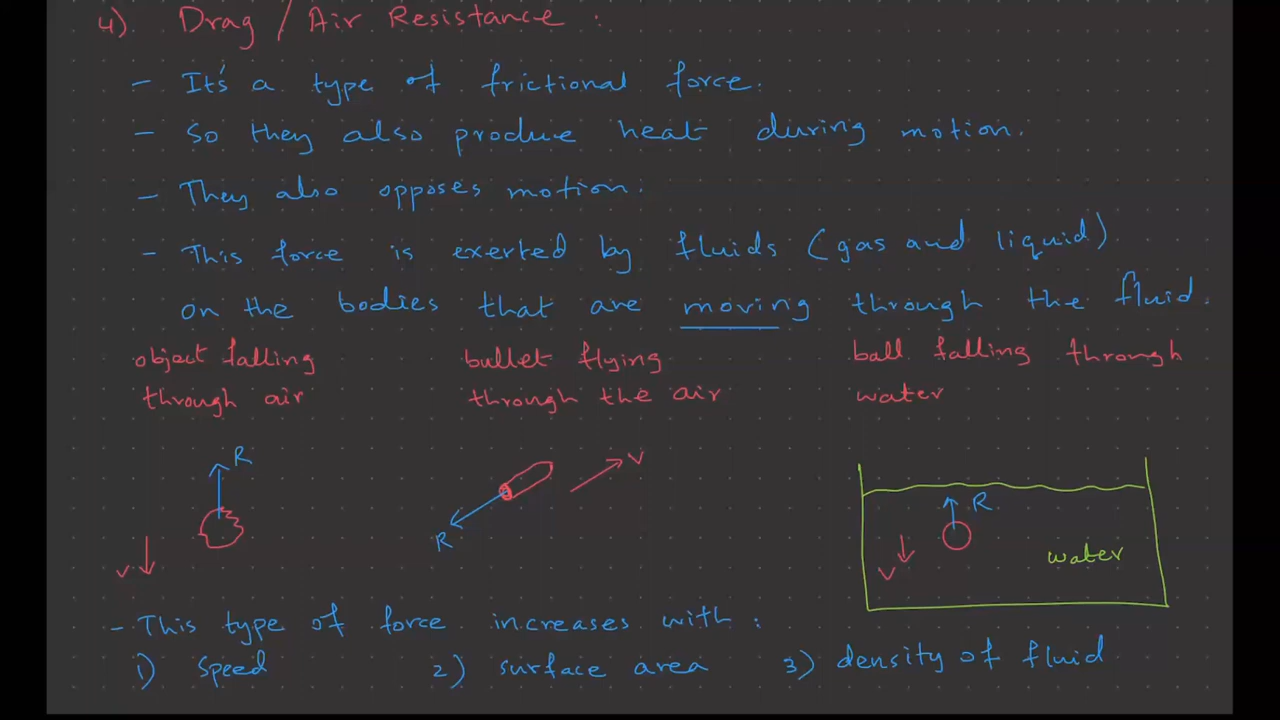 4). Drag / Air Resistance :
- It's a type of frictional force.
- So they also produce heat during motion.
- They also opposes motion.
- This force is exerted by fluids (gas and liquid)
on the bodies that are moving through the fluid.
object falling through air
bullet flying through the air
ball falling through water
R
v
R
V
R
V
water
- This type of force increases with :
1) Speed 2) surface area 3) density of fluid